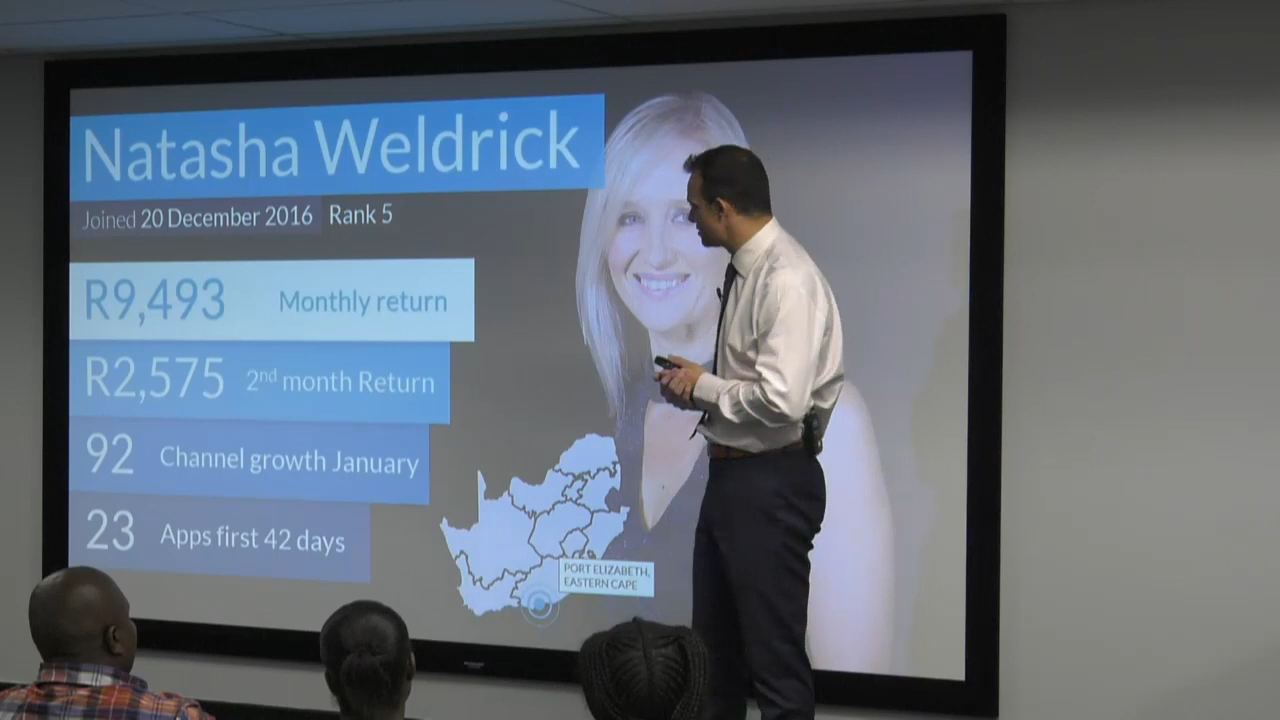 Natasha Weldrick
Joined 20 December 2016 Rank 5
R9,493 Monthly return
R2,575 2nd month Return
92 Channel growth January
23 Apps first 42 days
PORT ELIZABETH,
EASTERN CAPE